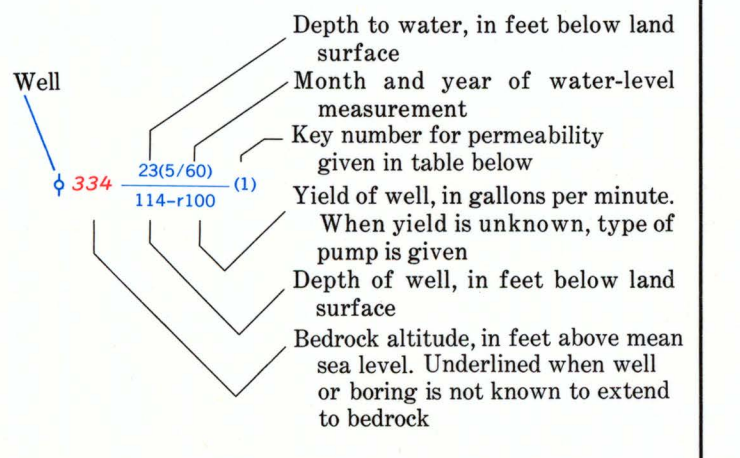 Depth to water, in feet below land
surface
Well
Month and year of water-level
measurement
Key number for permeability
given in table below
334 23(5/60) (1)
114-r100
Yield of well, in gallons per minute.
When yield is unknown, type of
pump is given
Depth of well, in feet below land
surface
Bedrock altitude, in feet above mean
sea level. Underlined when well
or boring is not known to extend
to bedrock